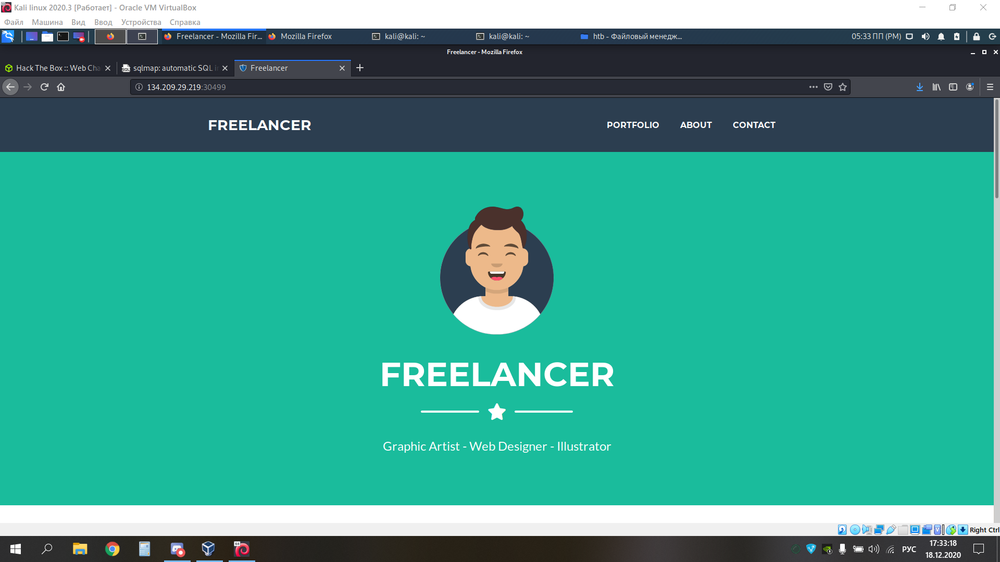 Kali linux 2020.3 [Работает] - Oracle VM VirtualBox
Файл Машина Вид Ввод Устройства Справка
Freelancer - Mozilla Fir... Mozilla Firefox kali@kali: ~ kali@kali: ~ htb - Файловый менедж... 05:33 ПП (PM)
Freelancer - Mozilla Firefox
Hack The Box :: Web Cha sqlmap: automatic SQL in Freelancer
134.209.29.219:30499
FREELANCER PORTFOLIO ABOUT CONTACT
FREELANCER
Graphic Artist - Web Designer - Illustrator
Right Ctrl
64 64 РУС 17:33:18
18.12.2020